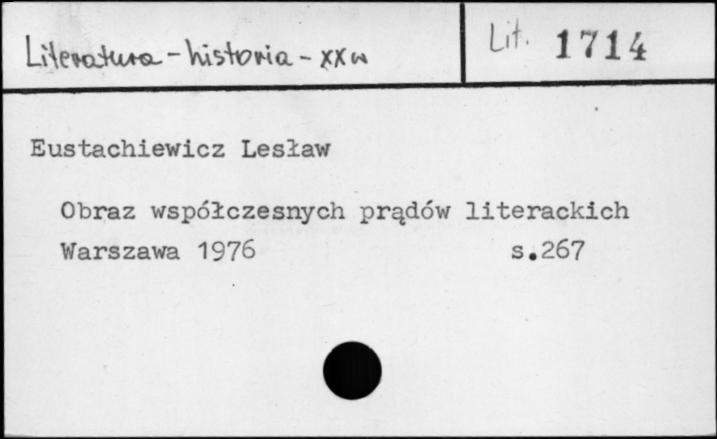 Literatura - historia - XX w
Lit. 1714
Eustachiewicz Lesław
Obraz współczesnych prądów literackich
Warszawa 1976 s.267